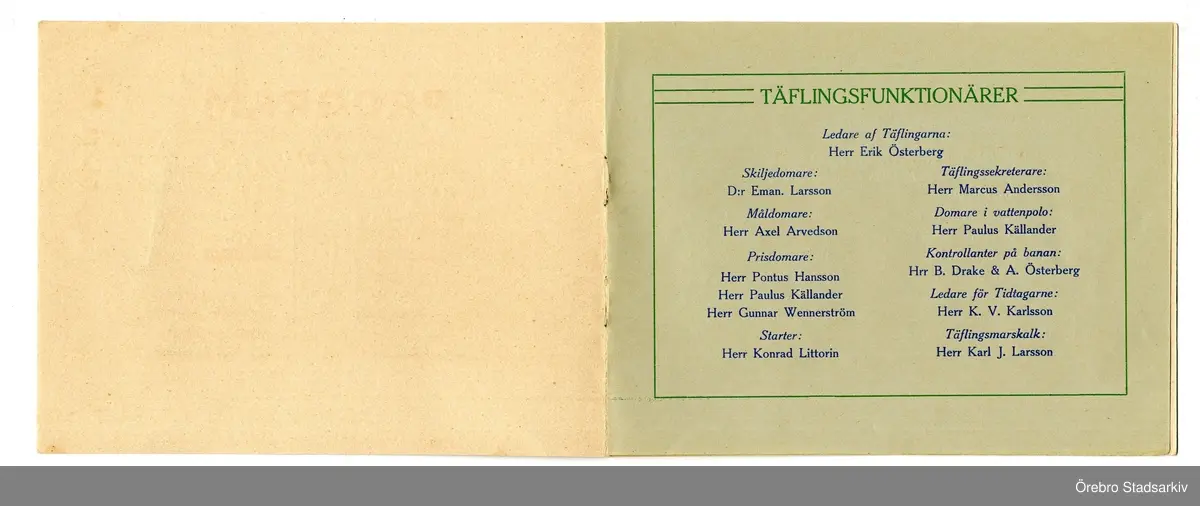 TÄFLINGSFUNKTIONÄRER
Ledare af Täflingarna:
Herr Erik Österberg
Skiljedomare:
D:r Eman. Larsson
Måldomare:
Herr Axel Arvedson
Prisdomare:
Herr Pontus Hansson
Herr Paulus Källander
Herr Gunnar Wennerström
Starter:
Herr Konrad Littorin
Täflingssekreterare:
Herr Marcus Andersson
Domare i vattenpolo:
Herr Paulus Källander
Kontrollanter på banan:
Hrr B. Drake & A. Österberg
Ledare för Tidtagarne:
Herr K. V. Karlsson
Täflingsmarskalk:
Herr Karl J. Larsson
Örebro Stadsarkiv